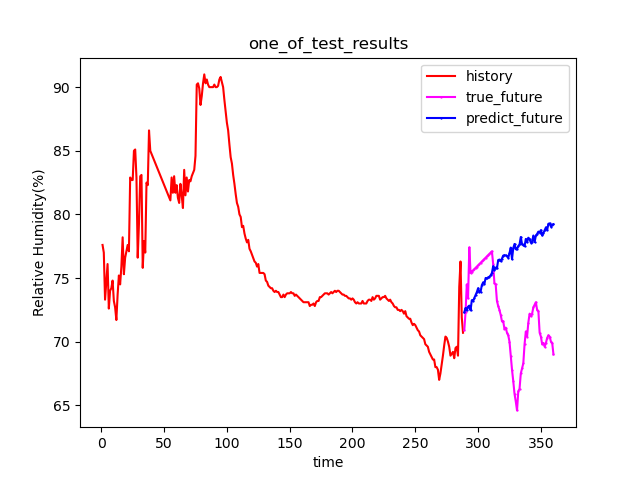 one_of_test_results
history
true_future
predict_future
Relative Humidity(%)
90
85
80
75
70
65
0
50
100
150
200
250
300
350
time